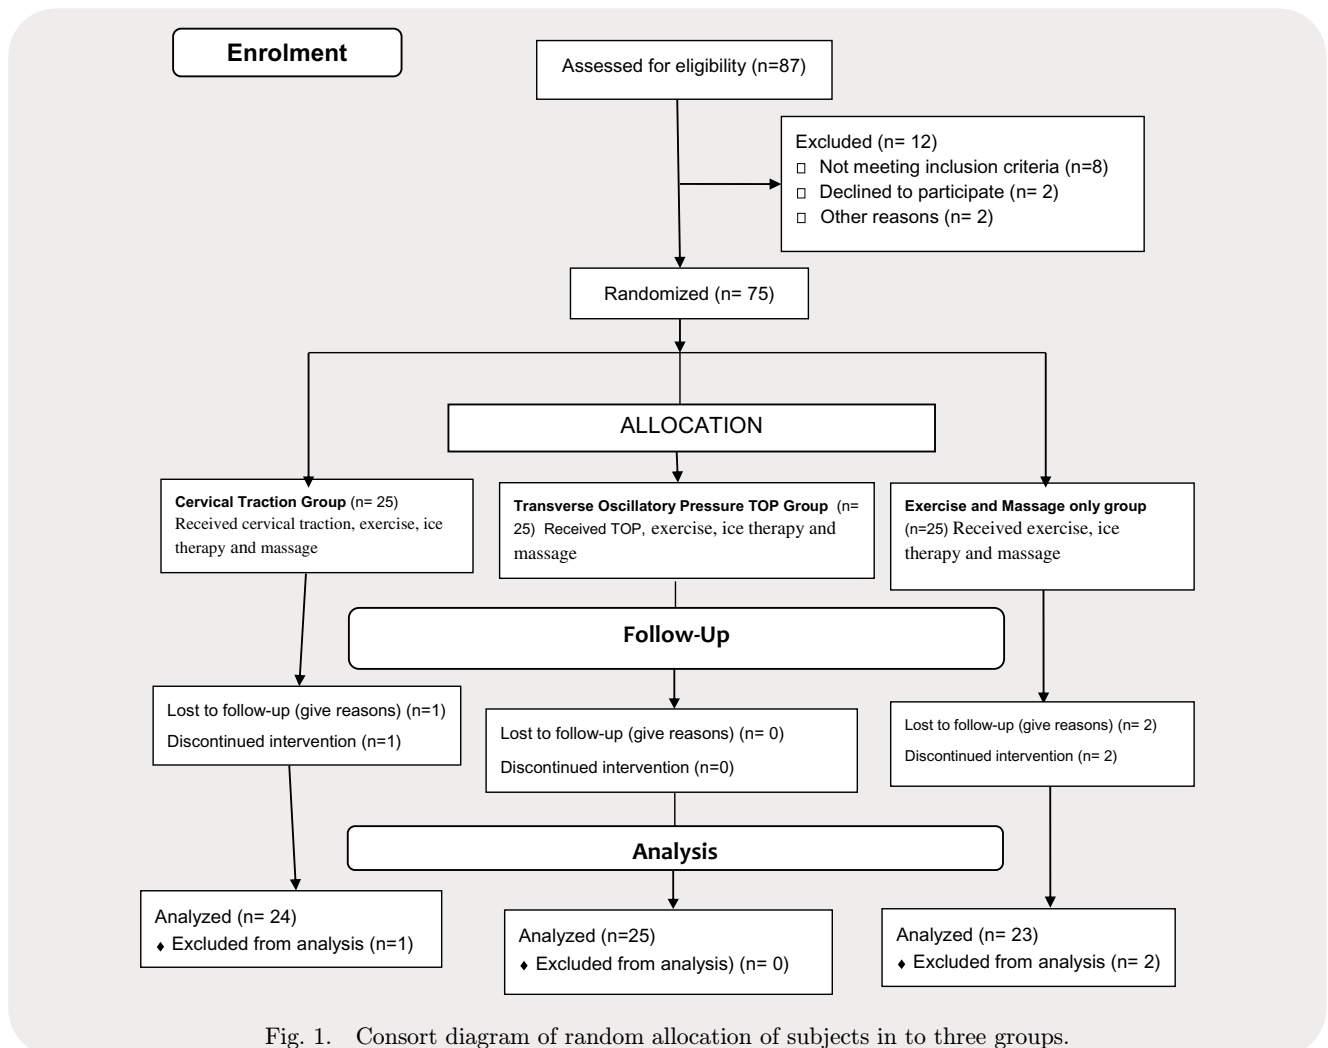 Enrolment
Assessed for eligibility (n=87)
Excluded (n= 12)
□ Not meeting inclusion criteria (n=8)
□ Declined to participate (n= 2)
□ Other reasons (n= 2)
Randomized (n= 75)
ALLOCATION
Cervical Traction Group (n= 25)
Received cervical traction, exercise, ice
therapy and massage
Transverse Oscillatory Pressure TOP Group (n=
25) Received TOP, exercise, ice therapy and
massage
Exercise and Massage only group
(n=25) Received exercise, ice
therapy and massage
Follow-Up
Lost to follow-up (give reasons) (n=1)
Discontinued intervention (n=1)
Lost to follow-up (give reasons) (n= 0)
Discontinued intervention (n=0)
Lost to follow-up (give reasons) (n= 2)
Discontinued intervention (n= 2)
Analysis
Analyzed (n= 24)
♦ Excluded from analysis (n=1)
Analyzed (n=25)
♦ Excluded from analysis) (n= 0)
Analyzed (n= 23)
♦ Excluded from analysis (n= 2)
Fig. 1. Consort diagram of random allocation of subjects in to three groups.